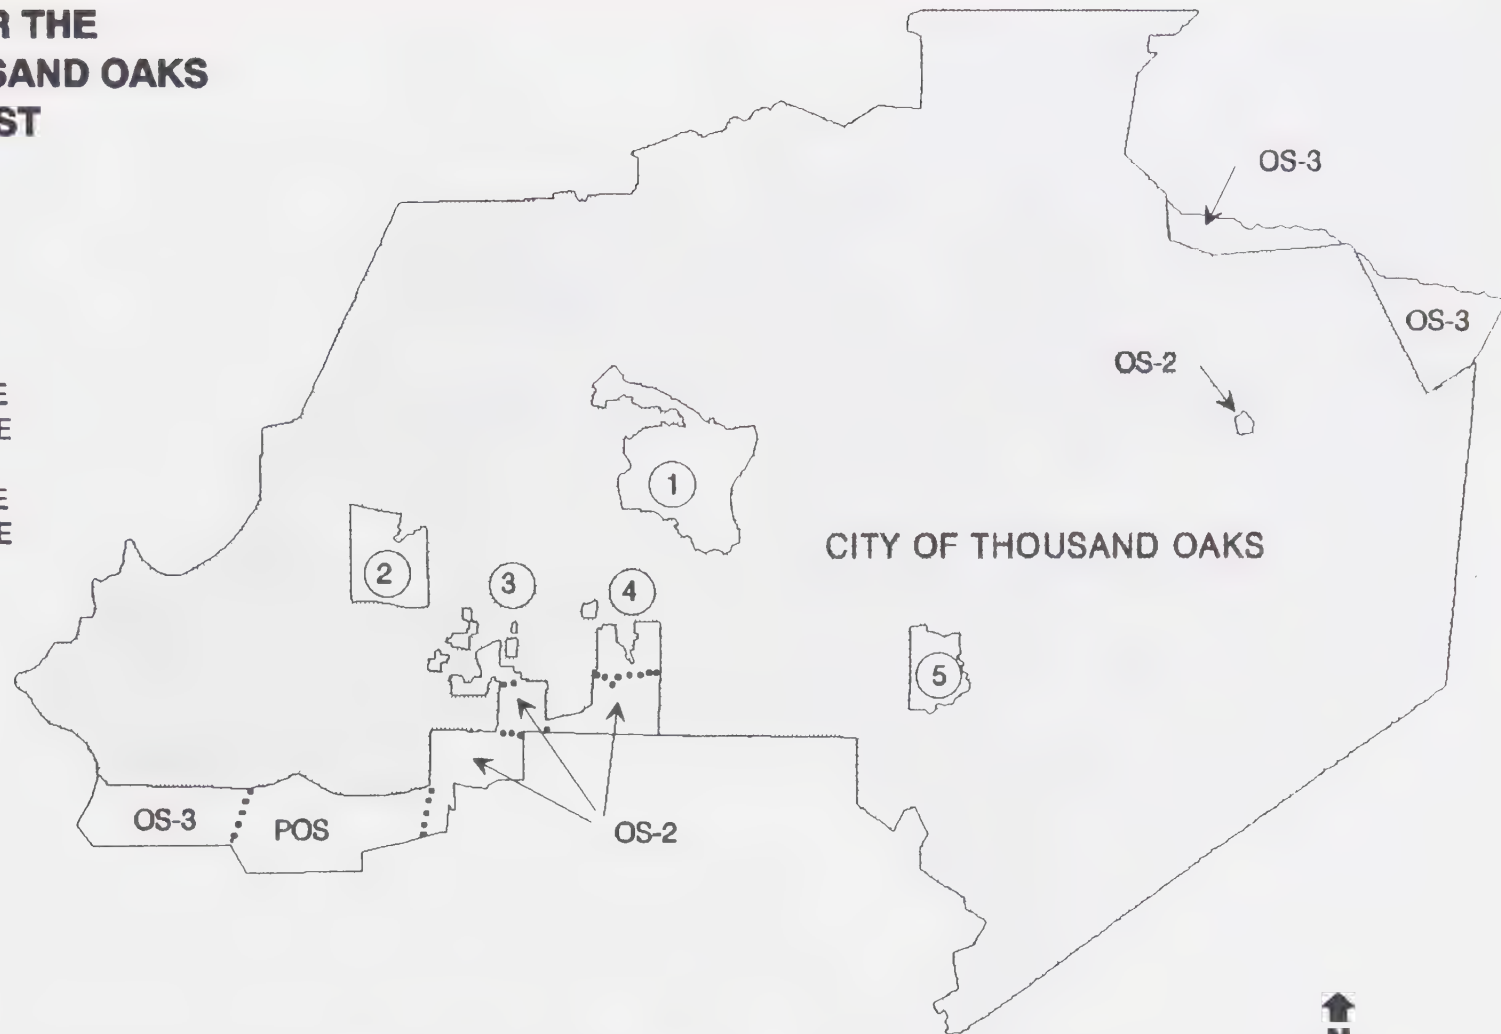 R THE
SAND OAKS
ST
OS-3
OS-3
OS-2
E
E
1
E
E
CITY OF THOUSAND OAKS
2
3
4
5
OS-3
POS
OS-2
N